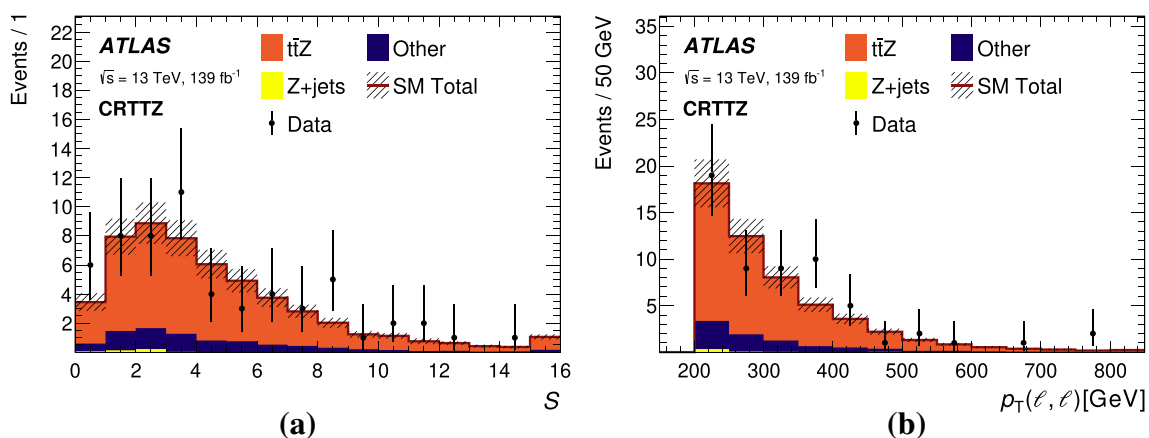 Events / 1
22
20
18
16
14
12
10
8
6
4
2
ATLAS
√s = 13 TeV, 139 fb⁻¹
CRTTZ
tt̄Z
Other
Z+jets
SM Total
Data
0 2 4 6 8 10 12 14 16
S
(a)
Events / 50 GeV
35
30
25
20
15
10
5
ATLAS
√s = 13 TeV, 139 fb⁻¹
CRTTZ
tt̄Z
Other
Z+jets
SM Total
Data
200 300 400 500 600 700 800
pT(ℓ, ℓ)[GeV]
(b)